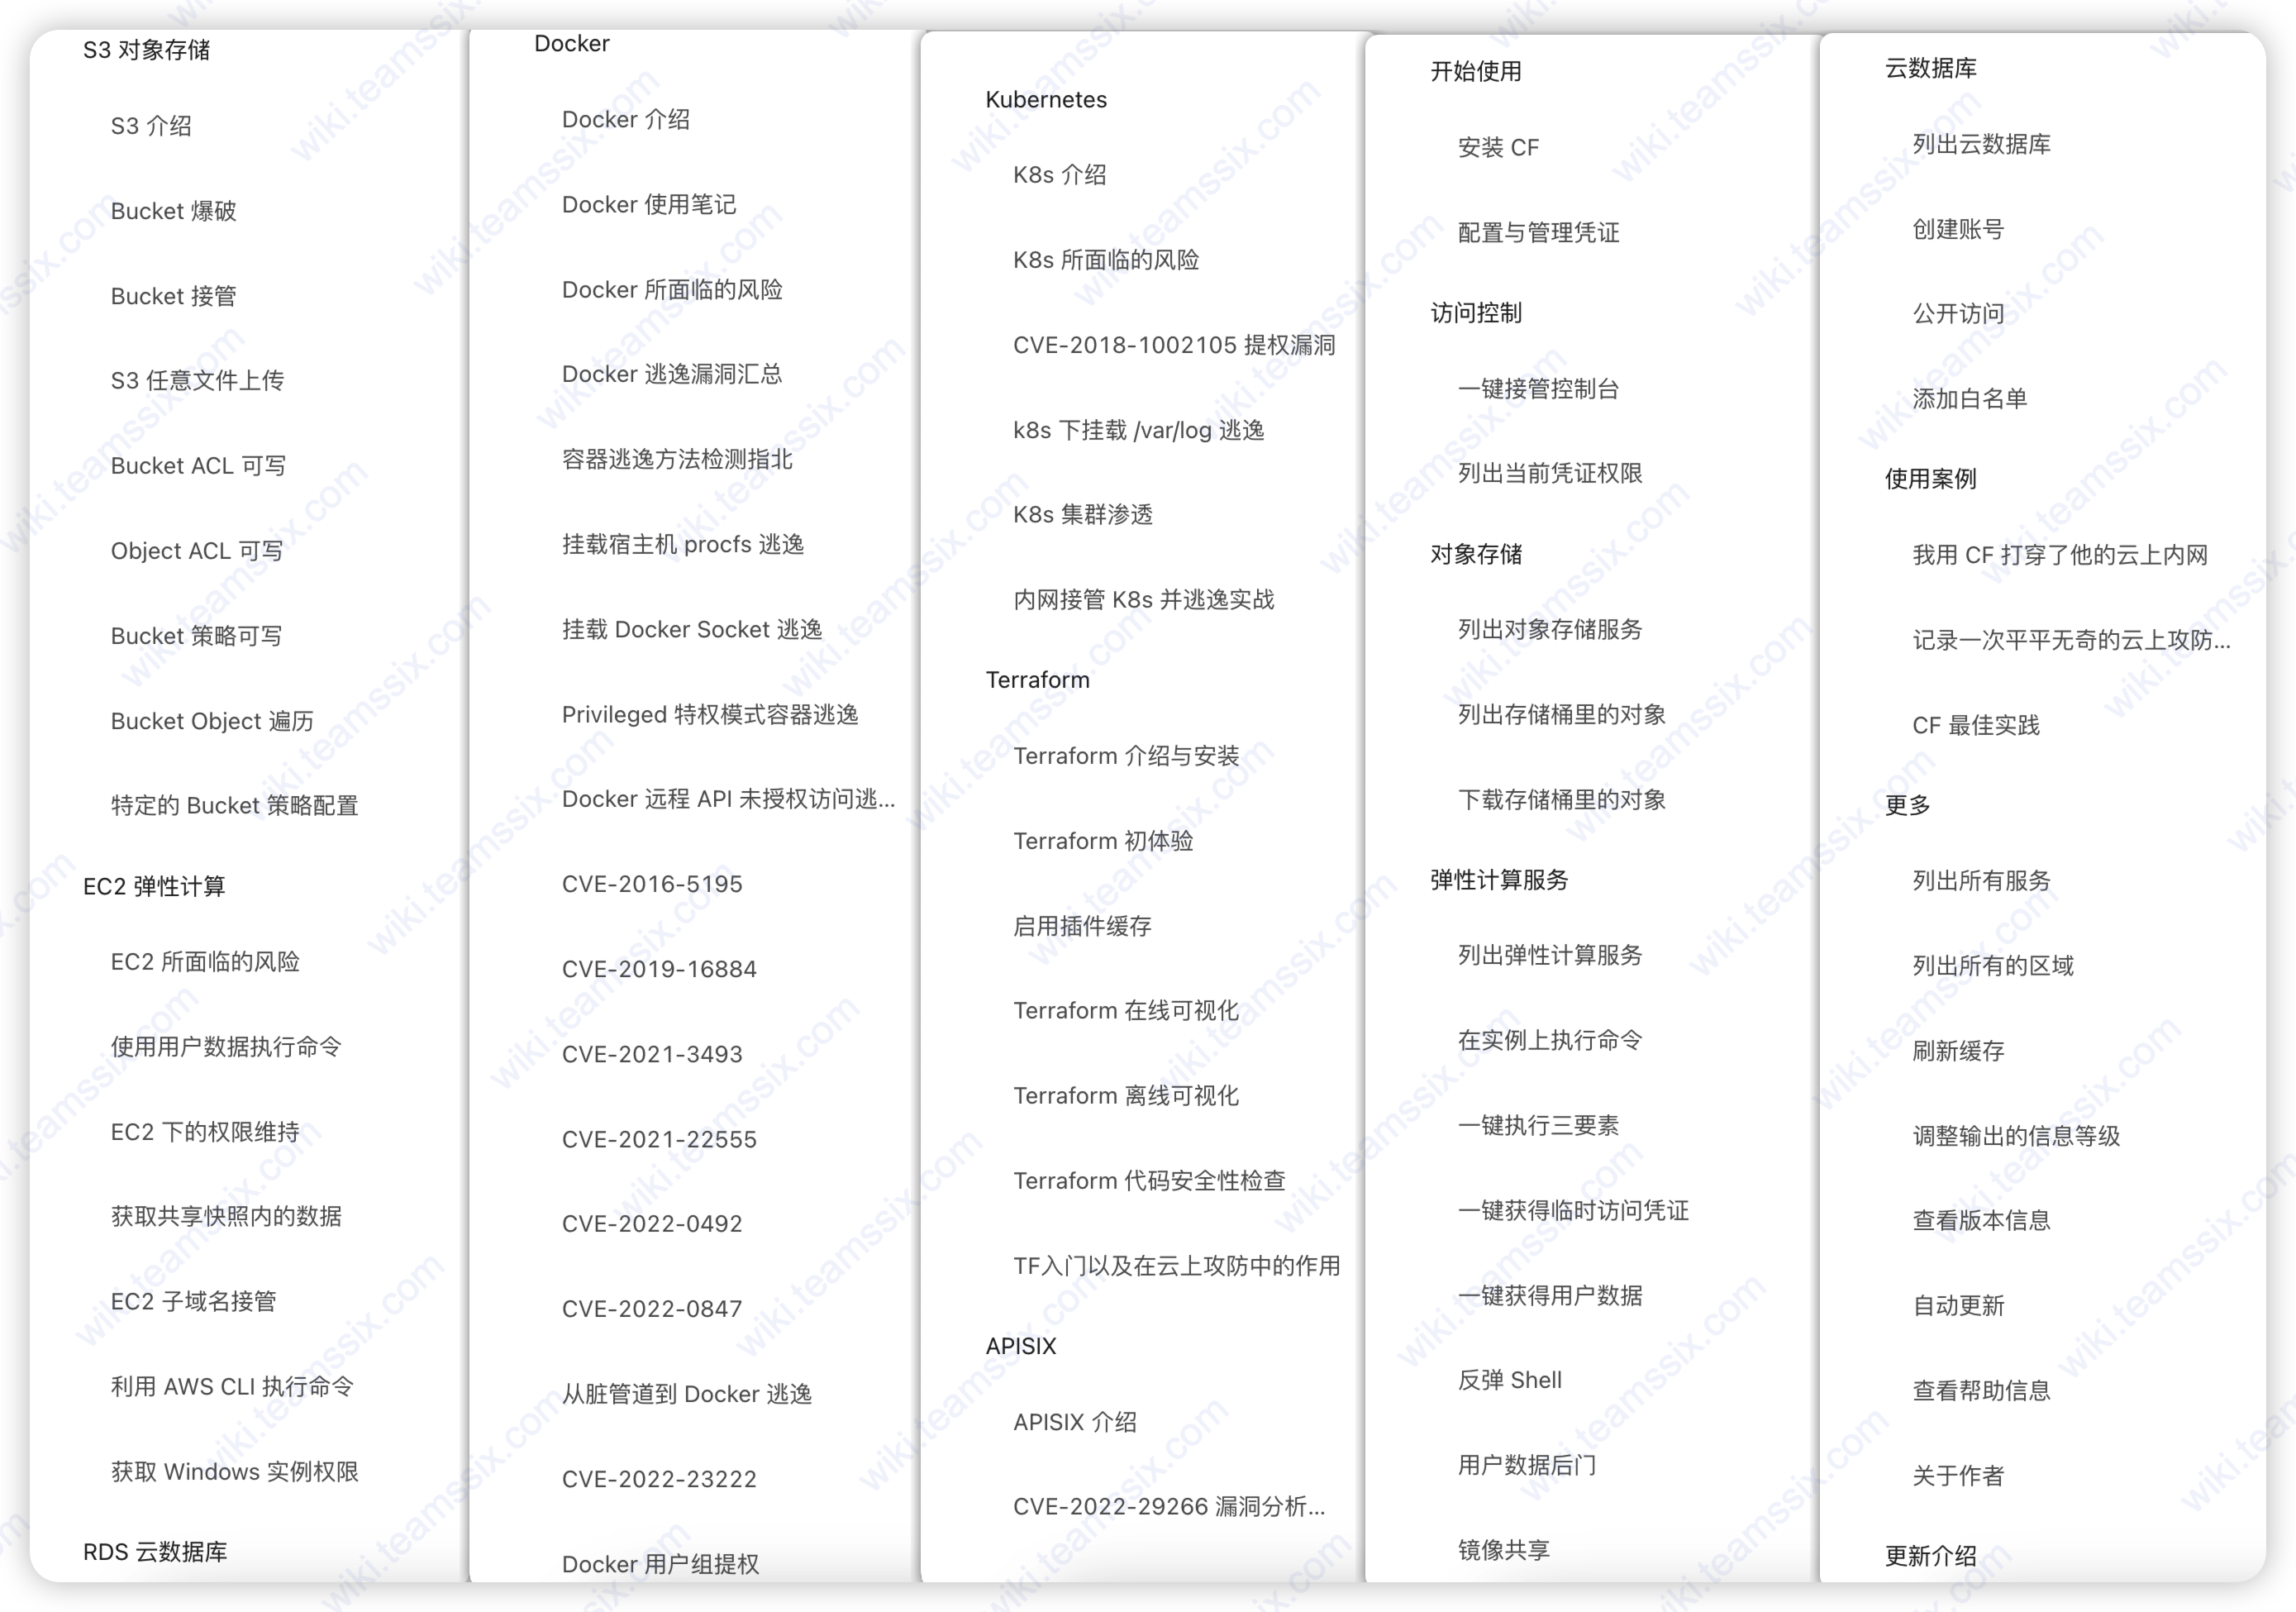 S3 对象存储
S3 介绍
Bucket 爆破
Bucket 接管
S3 任意文件上传
Bucket ACL 可写
Object ACL 可写
Bucket 策略可写
Bucket Object 遍历
特定的 Bucket 策略配置
EC2 弹性计算
EC2 所面临的风险
使用用户数据执行命令
EC2 下的权限维持
获取共享快照内的数据
EC2 子域名接管
利用 AWS CLI 执行命令
获取 Windows 实例权限
RDS 云数据库
Docker
Docker 介绍
Docker 使用笔记
Docker 所面临的风险
Docker 逃逸漏洞汇总
容器逃逸方法检测指北
挂载宿主机 procfs 逃逸
挂载 Docker Socket 逃逸
Privileged 特权模式容器逃逸
Docker 远程 API 未授权访问逃...
CVE-2016-5195
CVE-2019-16884
CVE-2021-3493
CVE-2021-22555
CVE-2022-0492
CVE-2022-0847
从脏管道到 Docker 逃逸
CVE-2022-23222
Docker 用户组提权
Kubernetes
K8s 介绍
K8s 所面临的风险
CVE-2018-1002105 提权漏洞
k8s 下挂载 /var/log 逃逸
K8s 集群渗透
内网接管 K8s 并逃逸实战
Terraform
Terraform 介绍与安装
Terraform 初体验
启用插件缓存
Terraform 在线可视化
Terraform 离线可视化
Terraform 代码安全性检查
TF入门以及在云上攻防中的作用
APISIX
APISIX 介绍
CVE-2022-29266 漏洞分析...
开始使用
安装 CF
配置与管理凭证
访问控制
一键接管控制台
列出当前凭证权限
对象存储
列出对象存储服务
列出存储桶里的对象
下载存储桶里的对象
弹性计算服务
列出弹性计算服务
在实例上执行命令
一键执行三要素
一键获得临时访问凭证
一键获得用户数据
反弹 Shell
用户数据后门
镜像共享
云数据库
列出云数据库
创建账号
公开访问
添加白名单
使用案例
我用 CF 打穿了他的云上内网
记录一次平平无奇的云上攻防...
CF 最佳实践
更多
列出所有服务
列出所有的区域
刷新缓存
调整输出的信息等级
查看版本信息
自动更新
查看帮助信息
关于作者
更新介绍
wiki.teamssix.com